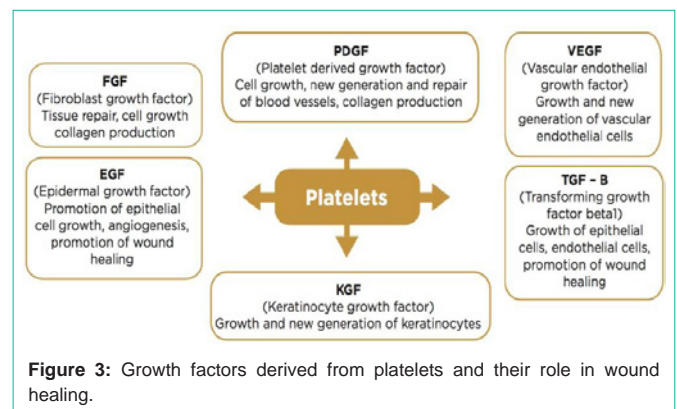 PDGF
(Platelet derived growth factor)
Cell growth, new generation and repair
of blood vessels, collagen production
VEGF
(Vascular endothelial
growth factor)
Growth and new
generation of vascular
endothelial cells
FGF
(Fibroblast growth factor)
Tissue repair, cell growth
collagen production
EGF
(Epidermal growth factor)
Promotion of epithelial
cell growth, angiogenesis,
promotion of wound
healing
Platelets
TGF – B
(Transforming growth
factor beta1)
Growth of epithelial
cells, endothelial cells,
promotion of wound
healing
KGF
(Keratinocyte growth factor)
Growth and new generation of keratinocytes
Figure 3: Growth factors derived from platelets and their role in wound
healing.